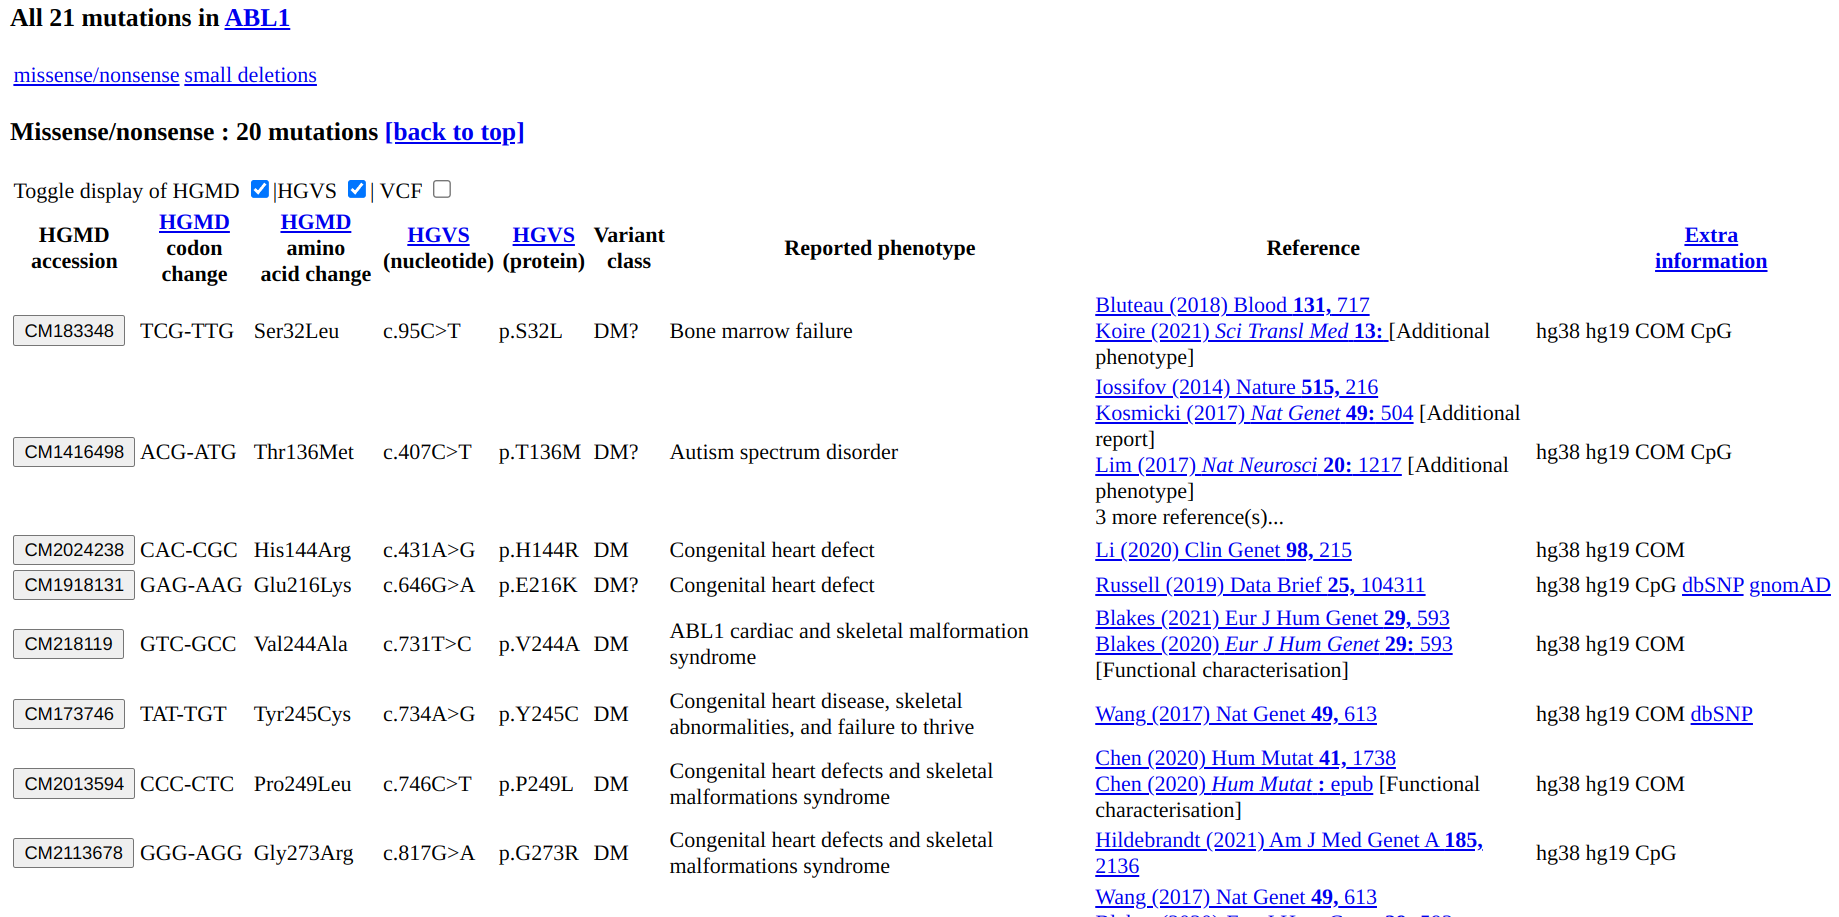 All 21 mutations in ABL1
missense/nonsense small deletions
Missense/nonsense : 20 mutations [back to top]
Toggle display of HGMD |HGVS | VCF
HGMD accession HGMD codon change HGMD amino acid change HGVS (nucleotide) HGVS (protein) Variant class Reported phenotype Reference Extra information
CM183348 TCG-TTG Ser32Leu c.95C>T p.S32L DM? Bone marrow failure Bluteau (2018) Blood 131, 717
Koire (2021) Sci Transl Med 13: [Additional
phenotype]
hg38 hg19 COM CpG
CM1416498 ACG-ATG Thr136Met c.407C>T p.T136M DM? Autism spectrum disorder Iossifov (2014) Nature 515, 216
Kosmicki (2017) Nat Genet 49: 504 [Additional
report]
Lim (2017) Nat Neurosci 20: 1217 [Additional
phenotype]
3 more reference(s)...
hg38 hg19 COM CpG
CM2024238 CAC-CGC His144Arg c.431A>G p.H144R DM Congenital heart defect Li (2020) Clin Genet 98, 215 hg38 hg19 COM
CM1918131 GAG-AAG Glu216Lys c.646G>A p.E216K DM? Congenital heart defect Russell (2019) Data Brief 25, 104311 hg38 hg19 CpG dbSNP gnomAD
CM218119 GTC-GCC Val244Ala c.731T>C p.V244A DM ABL1 cardiac and skeletal malformation
syndrome
Blakes (2021) Eur J Hum Genet 29, 593
Blakes (2020) Eur J Hum Genet 29: 593
[Functional characterisation]
hg38 hg19 COM
CM173746 TAT-TGT Tyr245Cys c.734A>G p.Y245C DM Congenital heart disease, skeletal
abnormalities, and failure to thrive
Wang (2017) Nat Genet 49, 613 hg38 hg19 COM dbSNP
CM2013594 CCC-CTC Pro249Leu c.746C>T p.P249L DM Congenital heart defects and skeletal
malformations syndrome
Chen (2020) Hum Mutat 41, 1738
Chen (2020) Hum Mutat : epub [Functional
characterisation]
hg38 hg19 COM
CM2113678 GGG-AGG Gly273Arg c.817G>A p.G273R DM Congenital heart defects and skeletal
malformations syndrome
Hildebrandt (2021) Am J Med Genet A 185,
2136
hg38 hg19 CpG
Wang (2017) Nat Genet 49, 613